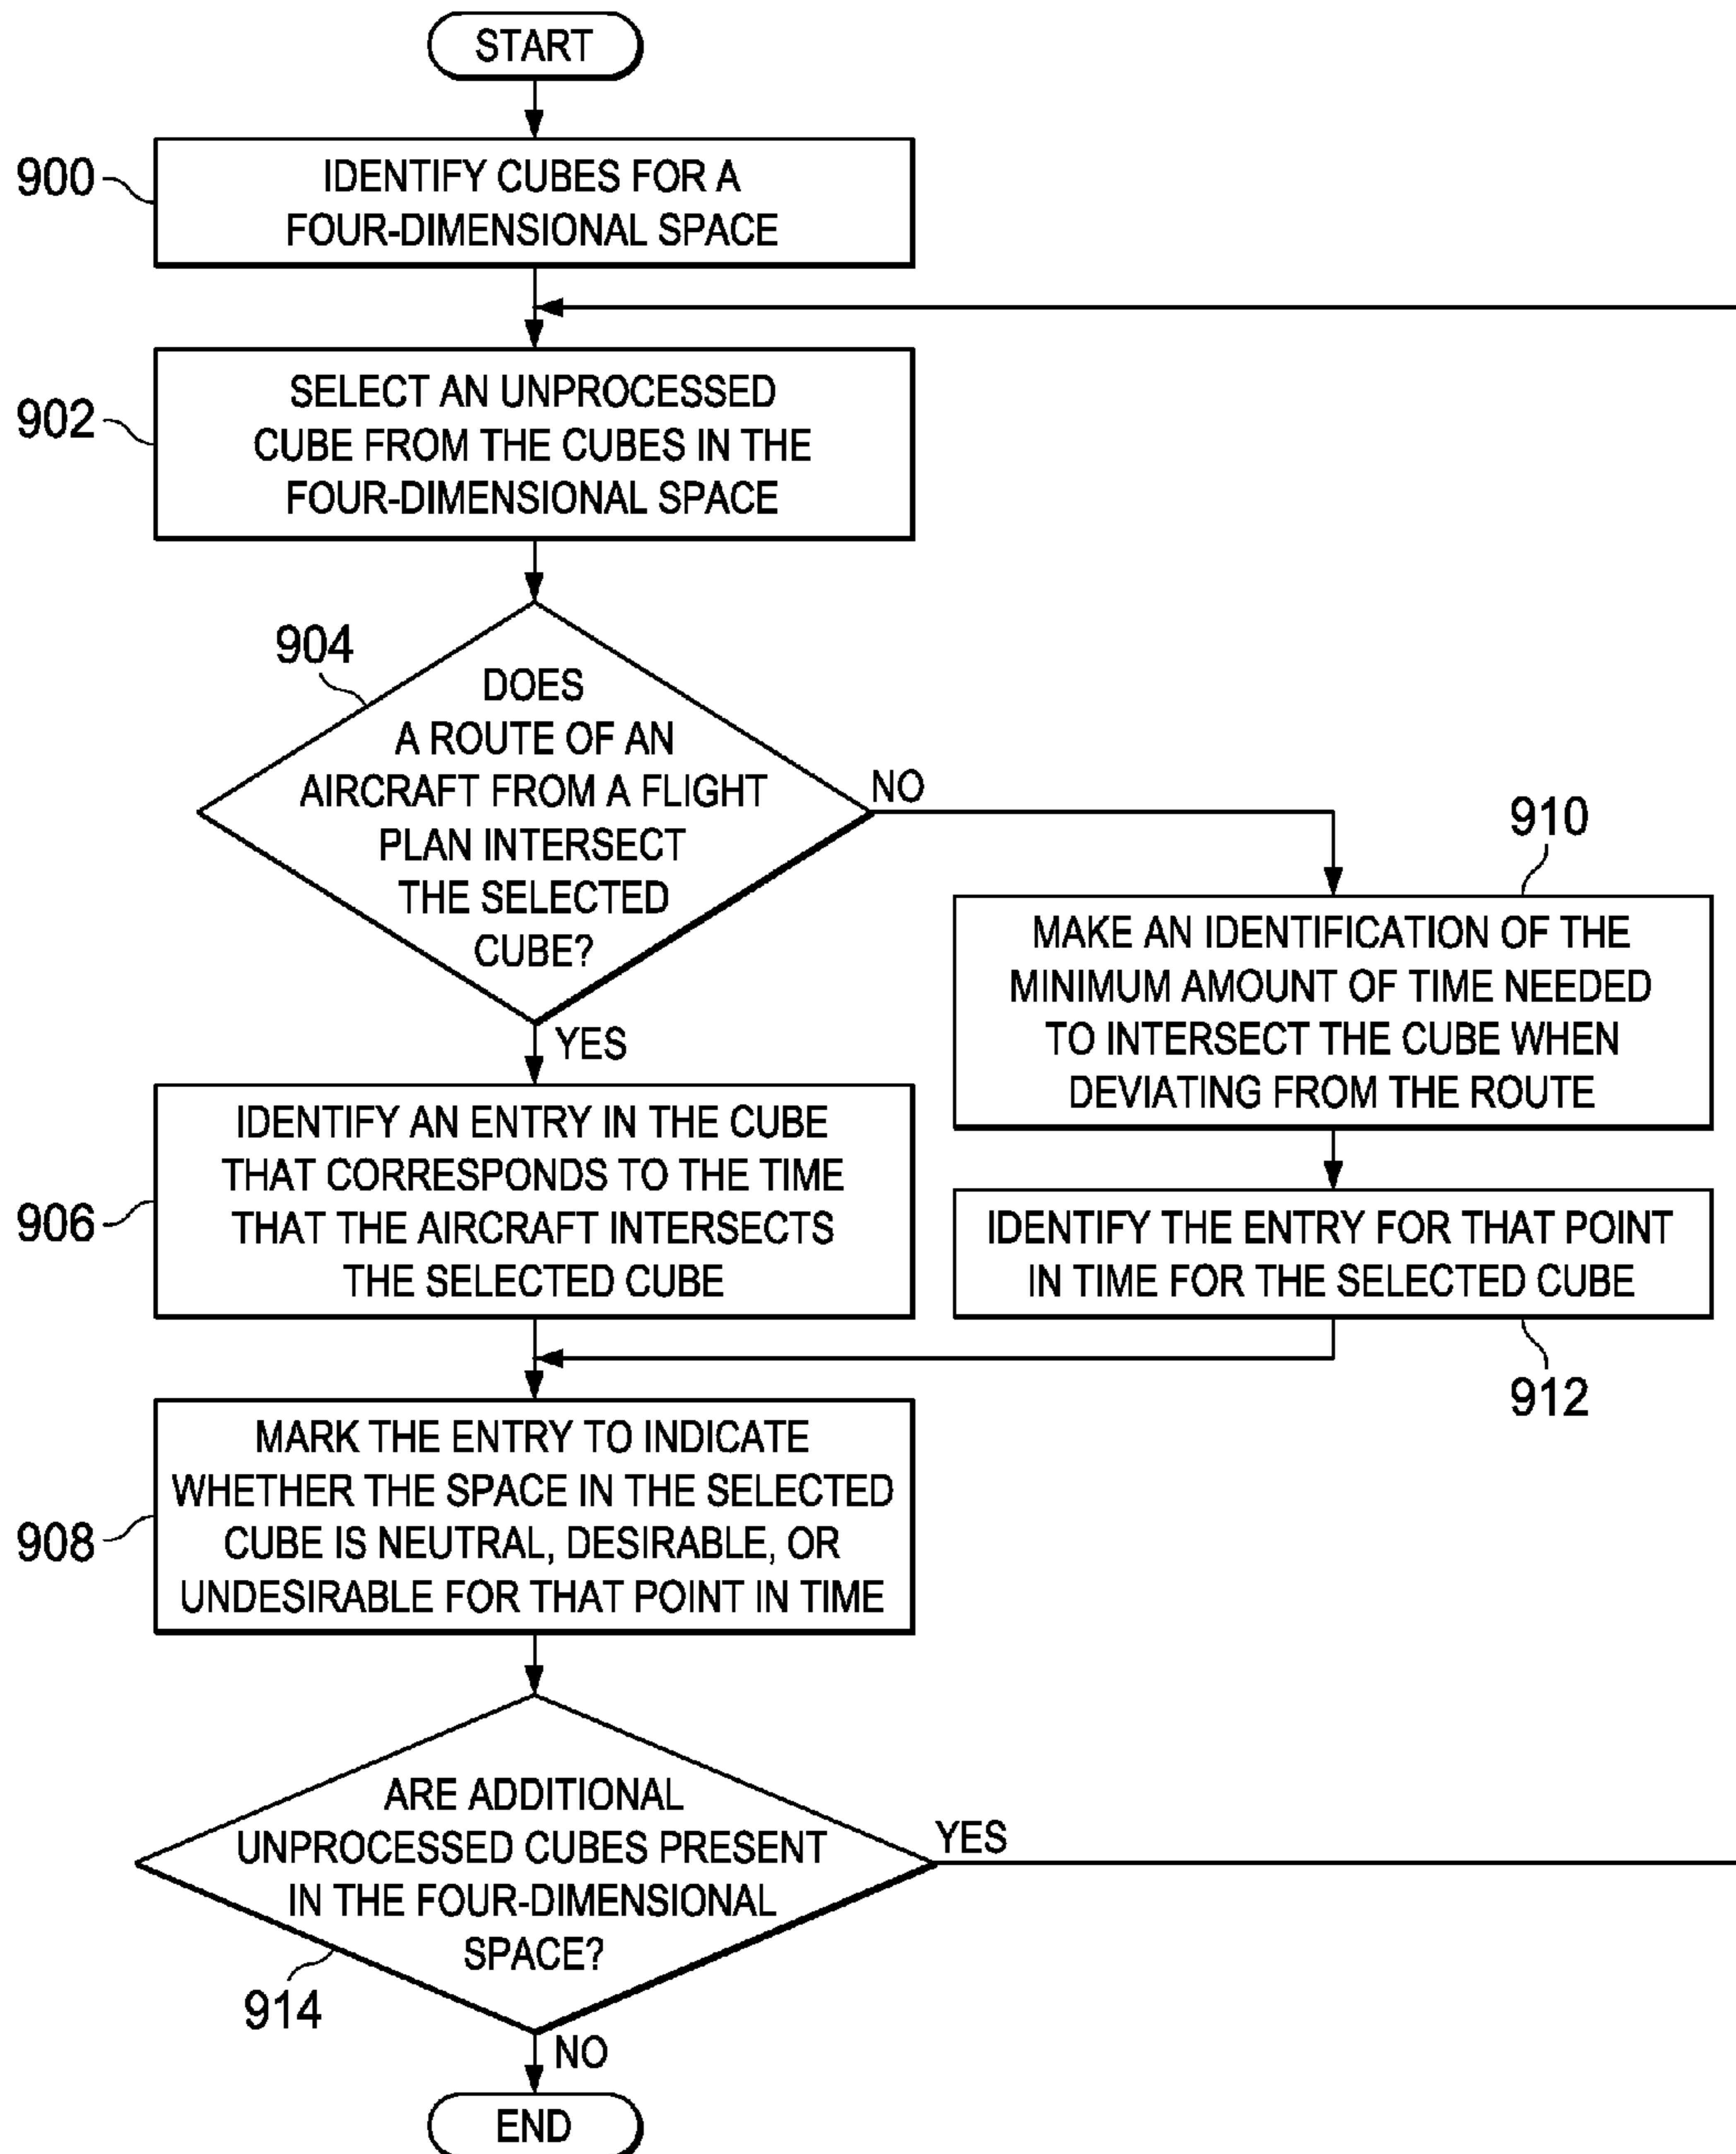 START
900
IDENTIFY CUBES FOR A
FOUR-DIMENSIONAL SPACE
902
SELECT AN UNPROCESSED
CUBE FROM THE CUBES IN THE
FOUR-DIMENSIONAL SPACE
904
DOES
A ROUTE OF AN
AIRCRAFT FROM A FLIGHT
PLAN INTERSECT
THE SELECTED
CUBE?
NO
YES
910
MAKE AN IDENTIFICATION OF THE
MINIMUM AMOUNT OF TIME NEEDED
TO INTERSECT THE CUBE WHEN
DEVIATING FROM THE ROUTE
906
IDENTIFY AN ENTRY IN THE CUBE
THAT CORRESPONDS TO THE TIME
THAT THE AIRCRAFT INTERSECTS
THE SELECTED CUBE
IDENTIFY THE ENTRY FOR THAT POINT
IN TIME FOR THE SELECTED CUBE
912
908
MARK THE ENTRY TO INDICATE
WHETHER THE SPACE IN THE SELECTED
CUBE IS NEUTRAL, DESIRABLE, OR
UNDESIRABLE FOR THAT POINT IN TIME
ARE ADDITIONAL
UNPROCESSED CUBES PRESENT
IN THE FOUR-DIMENSIONAL
SPACE?
YES
914
NO
END